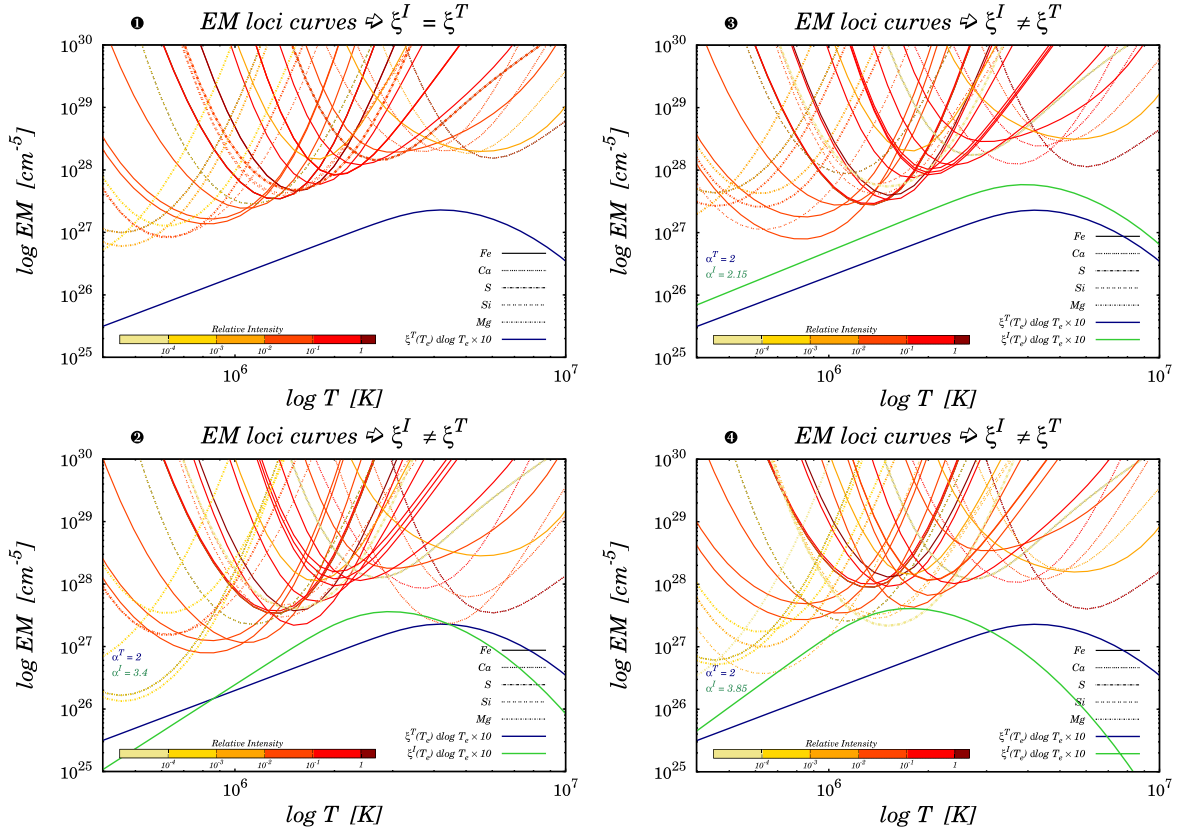 ❶ EM loci curves ➪ ξ^I = ξ^T
log EM [cm^-5]
10^30
10^29
10^28
10^27
10^26
10^25
Fe
Ca
S
Si
Mg
ξ^T(T_e) dlog T_e × 10
Relative Intensity
10^-4 10^-3 10^-2 10^-1 1
10^6 10^7
log T [K]
❸ EM loci curves ➪ ξ^I ≠ ξ^T
log EM [cm^-5]
10^30
10^29
10^28
10^27
10^26
10^25
α^T = 2
α^I = 2.15
Fe
Ca
S
Si
Mg
ξ^T(T_e) dlog T_e × 10
ξ^I(T_e) dlog T_e × 10
Relative Intensity
10^-4 10^-3 10^-2 10^-1 1
10^6 10^7
log T [K]
❷ EM loci curves ➪ ξ^I ≠ ξ^T
log EM [cm^-5]
10^30
10^29
10^28
10^27
10^26
10^25
α^T = 2
α^I = 3.4
Fe
Ca
S
Si
Mg
ξ^T(T_e) dlog T_e × 10
ξ^I(T_e) dlog T_e × 10
Relative Intensity
10^-4 10^-3 10^-2 10^-1 1
10^6 10^7
log T [K]
❹ EM loci curves ➪ ξ^I ≠ ξ^T
log EM [cm^-5]
10^30
10^29
10^28
10^27
10^26
10^25
α^T = 2
α^I = 3.85
Fe
Ca
S
Si
Mg
ξ^T(T_e) dlog T_e × 10
ξ^I(T_e) dlog T_e × 10
Relative Intensity
10^-4 10^-3 10^-2 10^-1 1
10^6 10^7
log T [K]